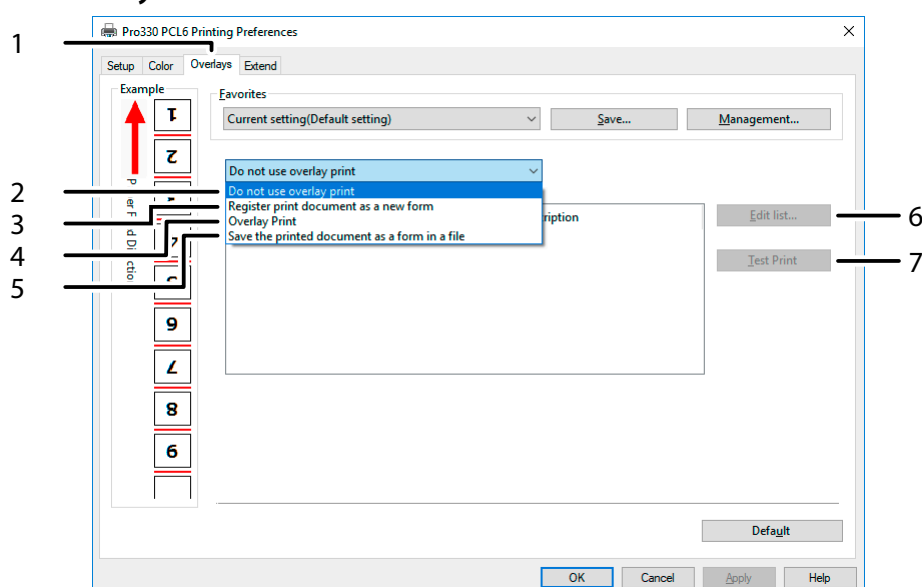 Pro330 PCL6 Printing Preferences
1
Setup Color Overlays Extend
Example
Favorites
Current setting(Default setting)
Save...
Management...
1
2
Do not use overlay print
2
Do not use overlay print
3
Register print document as a new form
4
Overlay Print
5
Save the printed document as a form in a file
ription
Edit list...
6
Test Print
7
6
7
8
9
Default
OK
Cancel
Apply
Help